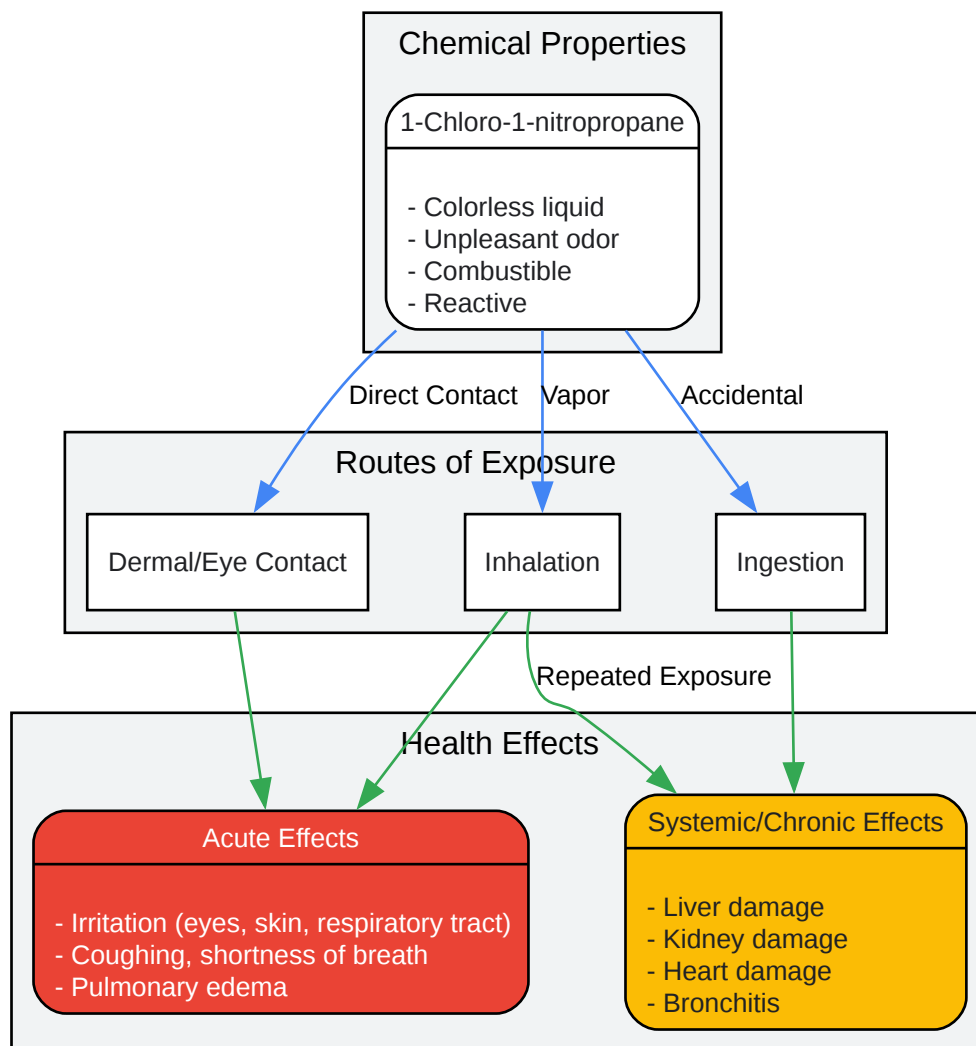 Chemical Properties
1-Chloro-1-nitropropane
- Colorless liquid
- Unpleasant odor
- Combustible
- Reactive
Direct Contact
Vapor
Accidental
Routes of Exposure
Dermal/Eye Contact
Inhalation
Ingestion
Repeated Exposure
Health Effects
Acute Effects
- Irritation (eyes, skin, respiratory tract)
- Coughing, shortness of breath
- Pulmonary edema
Systemic/Chronic Effects
- Liver damage
- Kidney damage
- Heart damage
- Bronchitis